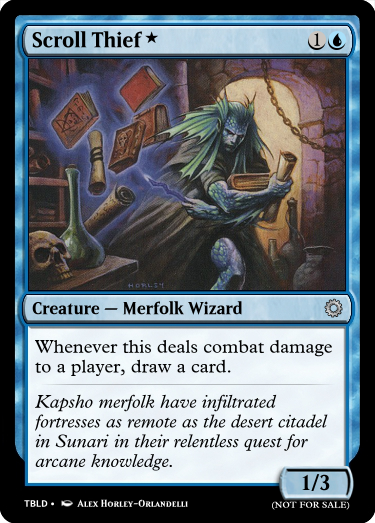 Scroll Thief ★ 1
HORLEY
Creature — Merfolk Wizard
Whenever this deals combat damage
to a player, draw a card.
Kapsho merfolk have infiltrated
fortresses as remote as the desert citadel
in Sunari in their relentless quest for
arcane knowledge.
1/3
TBLD • Alex Horley-Orlandelli
(NOT FOR SALE)